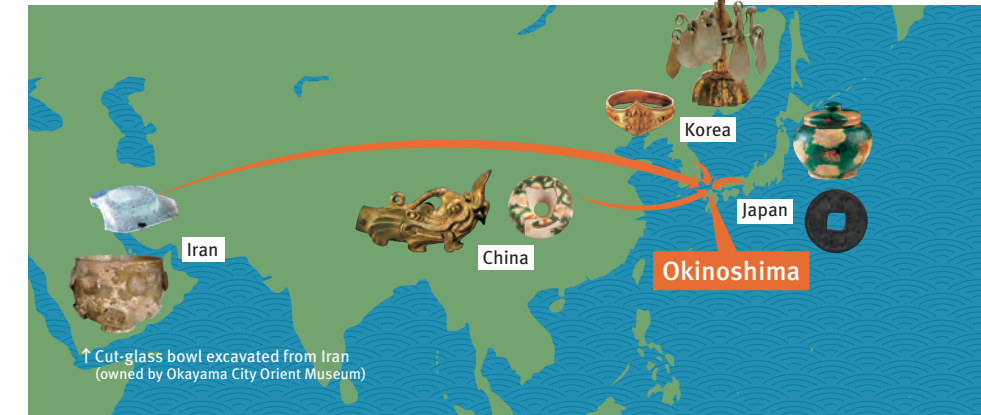 Korea
Japan
Iran
China
Okinoshima
↑ Cut-glass bowl excavated from Iran
(owned by Okayama City Orient Museum)